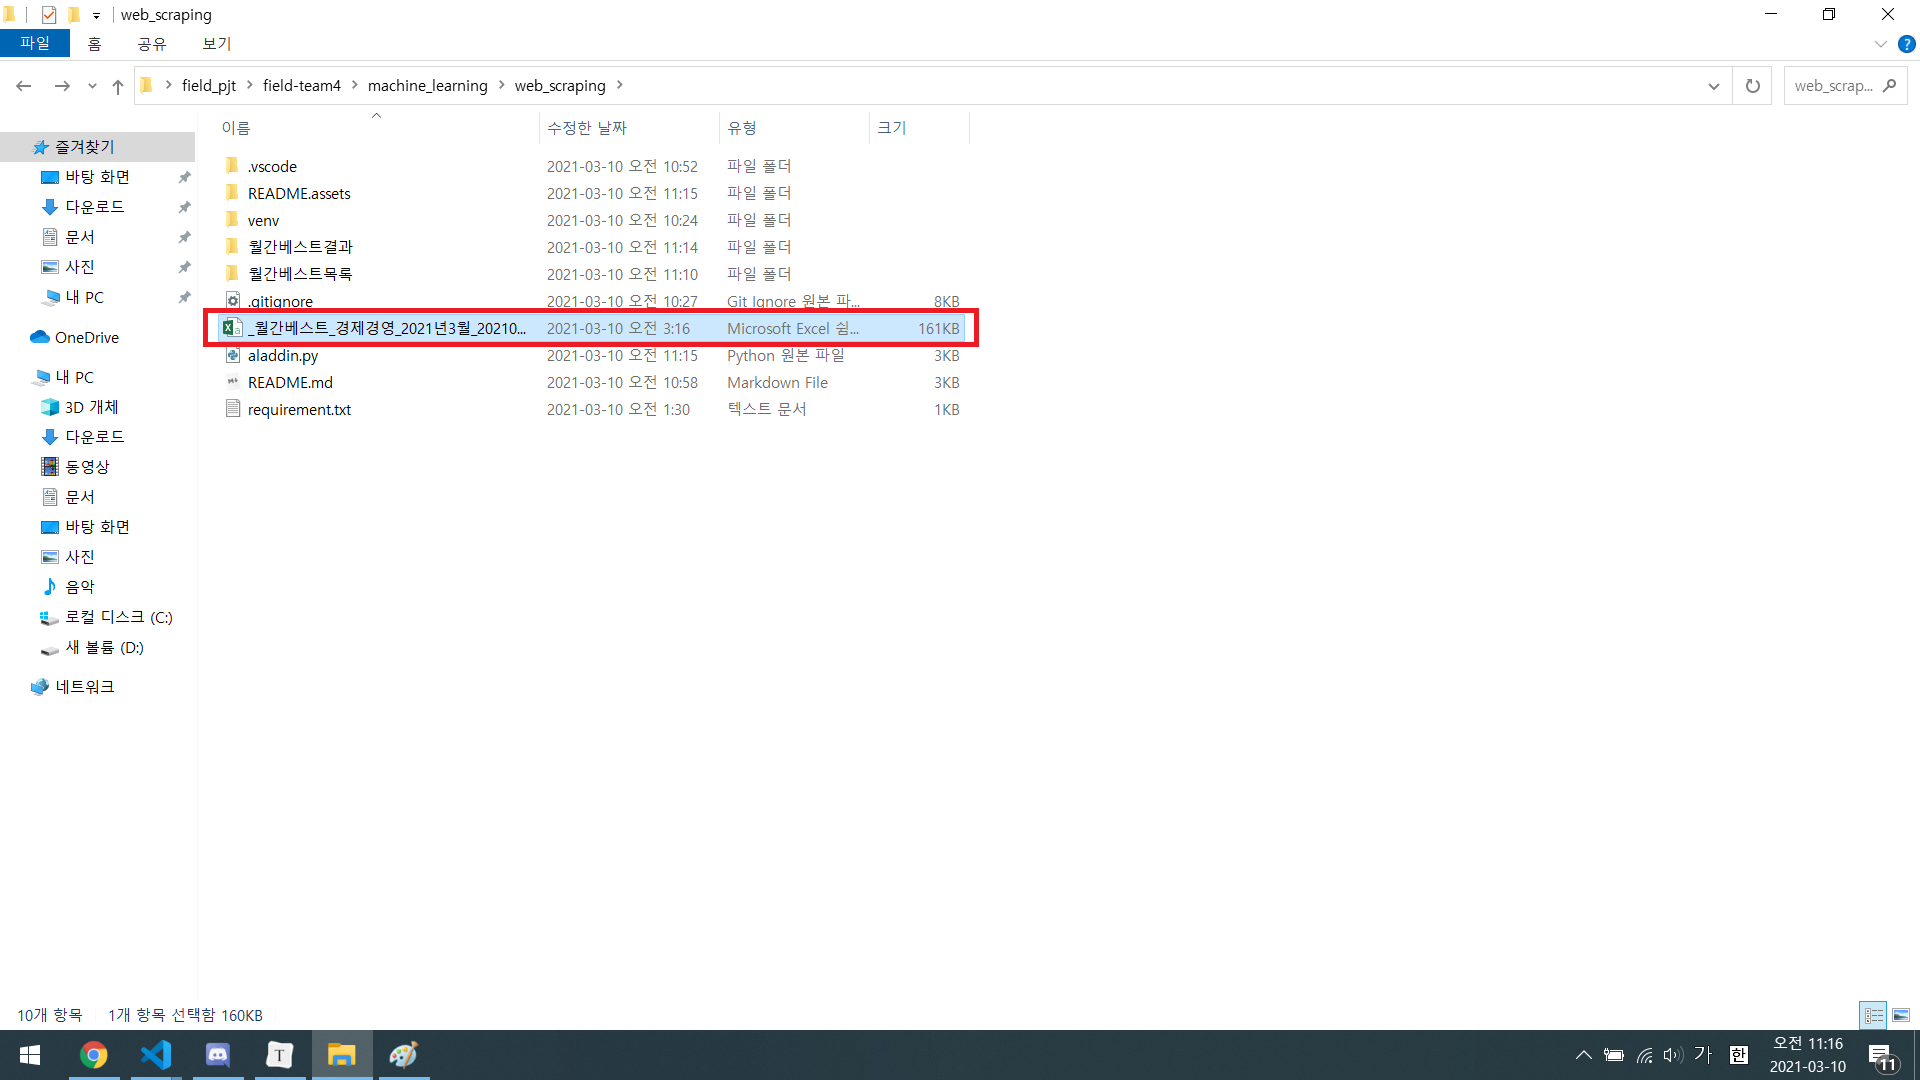 web_scraping
파일 홈 공유 보기
field_pjt > field-team4 > machine_learning > web_scraping >
web_scrap...
이름 수정한 날짜 유형 크기
즐겨찾기
바탕 화면
다운로드
문서
사진
내 PC
OneDrive
내 PC
3D 개체
다운로드
동영상
문서
바탕 화면
사진
음악
로컬 디스크 (C:)
새 볼륨 (D:)
네트워크
.vscode 2021-03-10 오전 10:52 파일 폴더
README.assets 2021-03-10 오전 11:15 파일 폴더
venv 2021-03-10 오전 10:24 파일 폴더
월간베스트결과 2021-03-10 오전 11:14 파일 폴더
월간베스트목록 2021-03-10 오전 11:10 파일 폴더
.gitignore 2021-03-10 오전 10:27 Git Ignore 원본 파... 8KB
_월간베스트_경제경영_2021년3월_20210... 2021-03-10 오전 3:16 Microsoft Excel 쉼... 161KB
aladdin.py 2021-03-10 오전 11:15 Python 원본 파일 3KB
README.md 2021-03-10 오전 10:58 Markdown File 3KB
requirement.txt 2021-03-10 오전 1:30 텍스트 문서 1KB
10개 항목 1개 항목 선택함 160KB
T
가 한
오전 11:16
2021-03-10
11